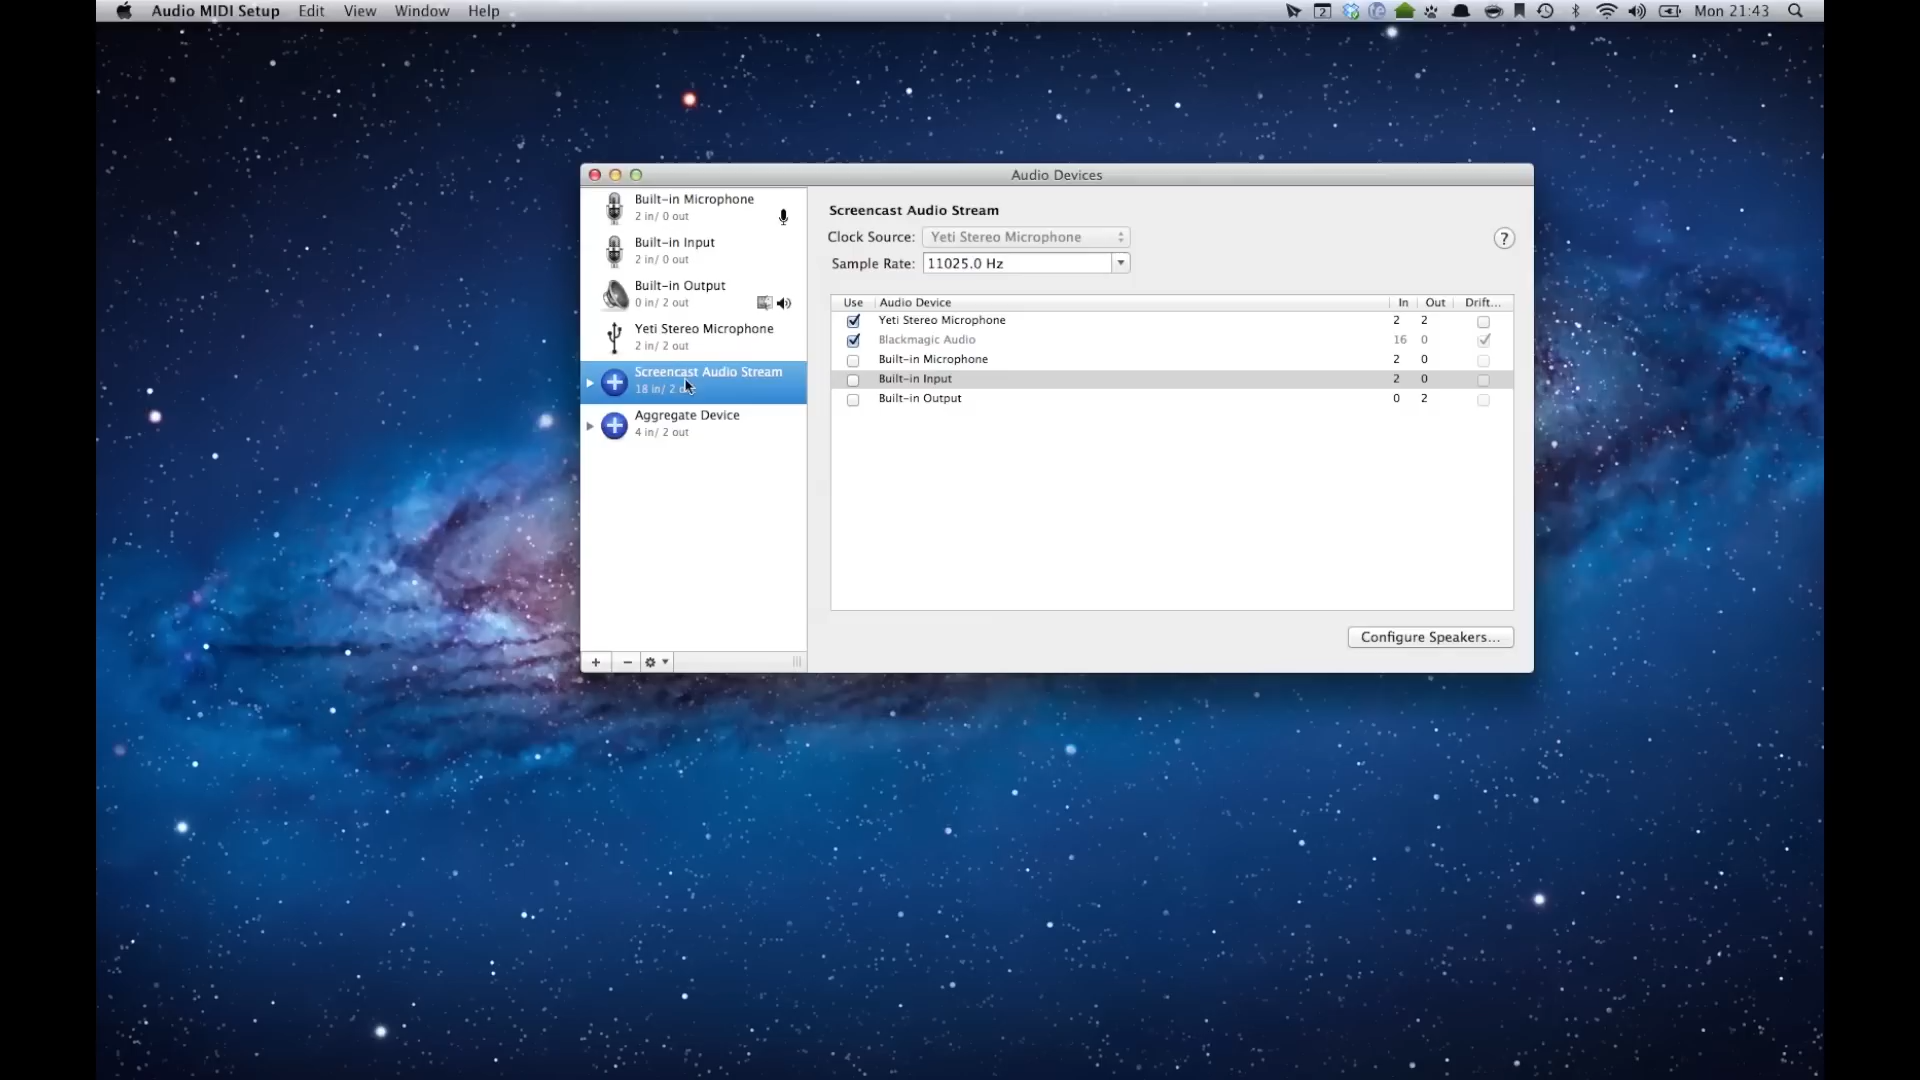 Audio MIDI Setup Edit View Window Help 2 Mon 21:43
Audio Devices
Built-in Microphone
2 in/ 0 out
Built-in Input
2 in/ 0 out
Built-in Output
0 in/ 2 out
Yeti Stereo Microphone
2 in/ 2 out
Screencast Audio Stream
18 in/ 2
Aggregate Device
4 in/ 2 out
+ −
Screencast Audio Stream
Clock Source: Yeti Stereo Microphone
?
Sample Rate: 11025.0 Hz
Use Audio Device In Out Drift...
Yeti Stereo Microphone 2 2
Blackmagic Audio 16 0
Built-in Microphone 2 0
Built-in Input 2 0
Built-in Output 0 2
Configure Speakers...